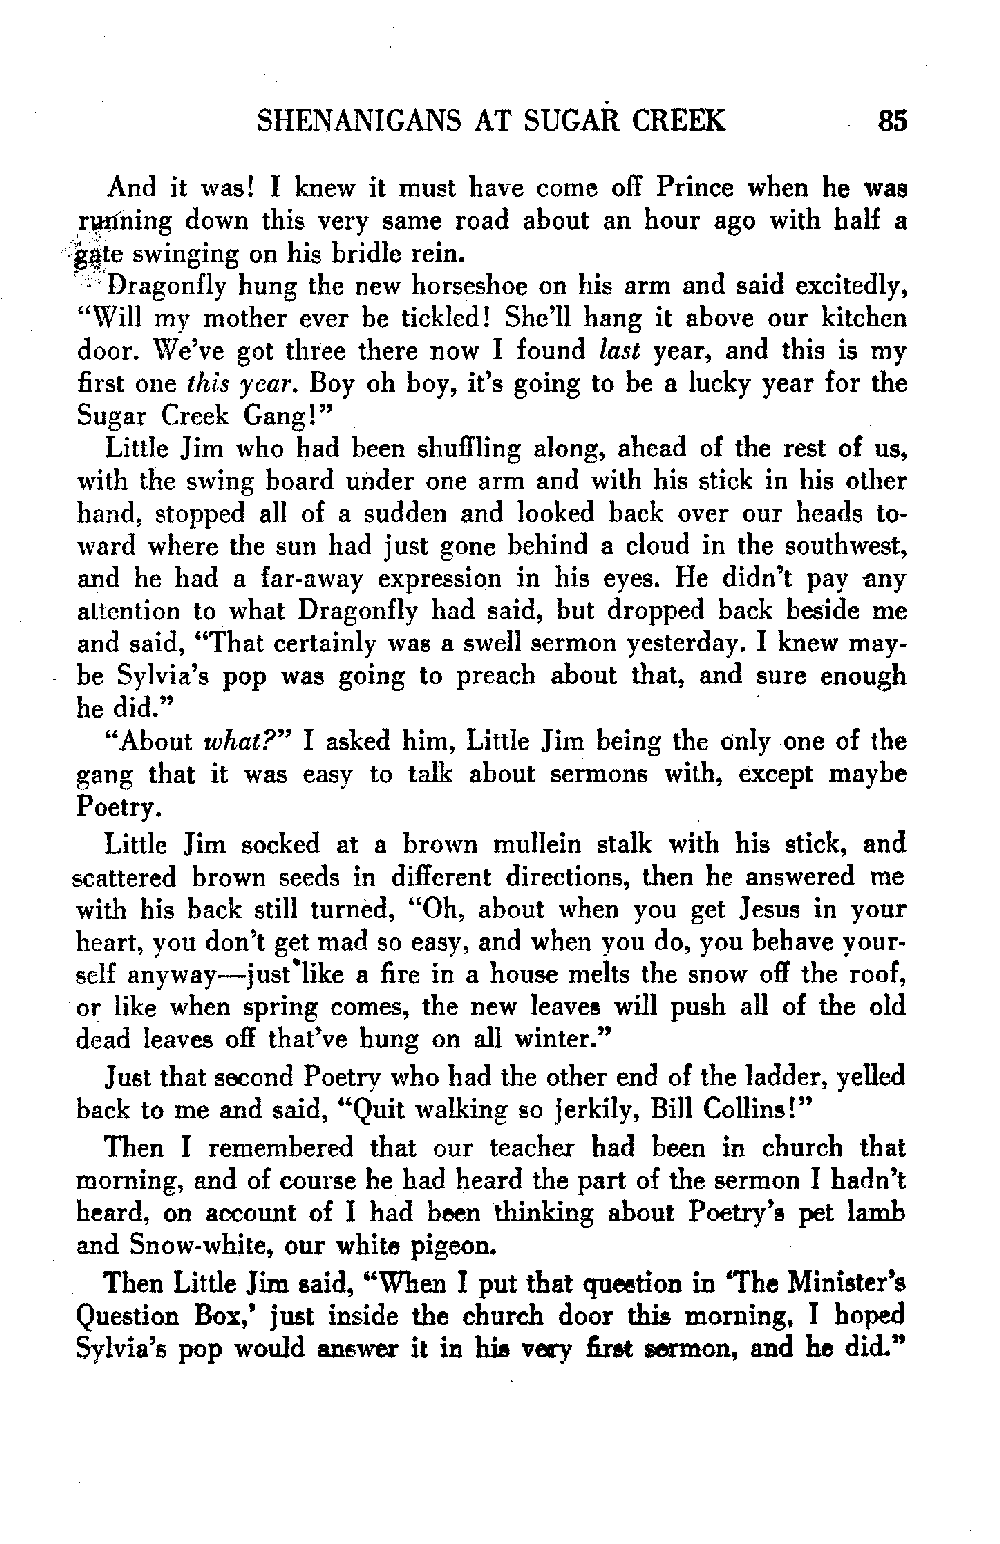 SHENANIGANS AT SUGAR CREEK 85
And it was! I knew it must have come off Prince when he was
running down this very same road about an hour ago with half a
gate swinging on his bridle rein.
Dragonfly hung the new horseshoe on his arm and said excitedly,
“Will my mother ever be tickled! She’ll hang it above our kitchen
door. We’ve got three there now I found last year, and this is my
first one this year. Boy oh boy, it’s going to be a lucky year for the
Sugar Creek Gang!”
Little Jim who had been shuffling along, ahead of the rest of us,
with the swing board under one arm and with his stick in his other
hand, stopped all of a sudden and looked back over our heads to-
ward where the sun had just gone behind a cloud in the southwest,
and he had a far-away expression in his eyes. He didn’t pay any
attention to what Dragonfly had said, but dropped back beside me
and said, “That certainly was a swell sermon yesterday. I knew may-
be Sylvia’s pop was going to preach about that, and sure enough
he did.”
“About what?” I asked him, Little Jim being the only one of the
gang that it was easy to talk about sermons with, except maybe
Poetry.
Little Jim socked at a brown mullein stalk with his stick, and
scattered brown seeds in different directions, then he answered me
with his back still turned, “Oh, about when you get Jesus in your
heart, you don’t get mad so easy, and when you do, you behave your-
self anyway—just like a fire in a house melts the snow off the roof,
or like when spring comes, the new leaves will push all of the old
dead leaves off that’ve hung on all winter.”
Just that second Poetry who had the other end of the ladder, yelled
back to me and said, “Quit walking so jerkily, Bill Collins!”
Then I remembered that our teacher had been in church that
morning, and of course he had heard the part of the sermon I hadn’t
heard, on account of I had been thinking about Poetry’s pet lamb
and Snow-white, our white pigeon.
Then Little Jim said, “When I put that question in ‘The Minister’s
Question Box,’ just inside the church door this morning, I hoped
Sylvia’s pop would answer it in his very first sermon, and he did.”